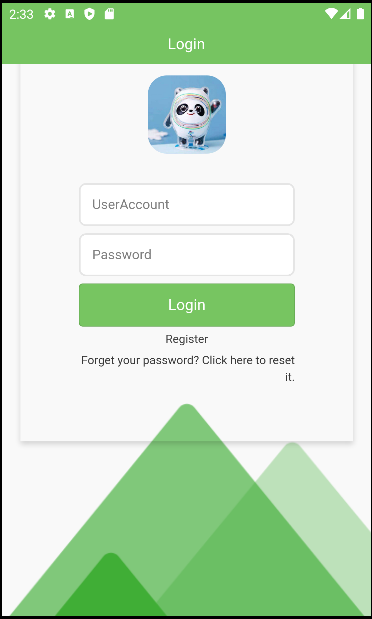 2:33
Login
UserAccount
Password
Login
Register
Forget your password? Click here to reset
it.